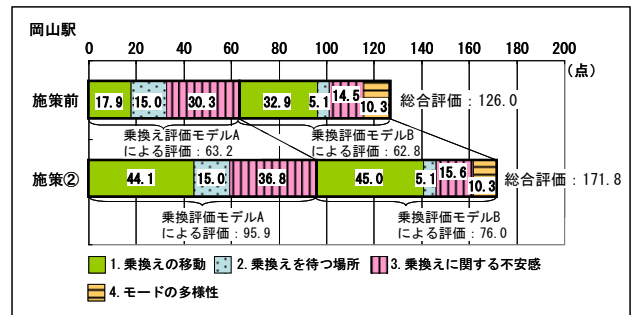 岡山駅
0 20 40 60 80 100 120 140 160 180 200
(点)
施策前 17.9 15.0 30.3 32.9 5.1 14.5 10.3 総合評価：126.0
乗換え評価モデルA 乗換評価モデルB
による評価：63.2 による評価：62.8
施策② 44.1 15.0 36.8 45.0 5.1 15.6 10.3 総合評価：171.8
乗換評価モデルA 乗換評価モデルB
による評価：95.9 による評価：76.0
1. 乗換えの移動 2. 乗換えを待つ場所 3. 乗換えに関する不安感
4. モードの多様性